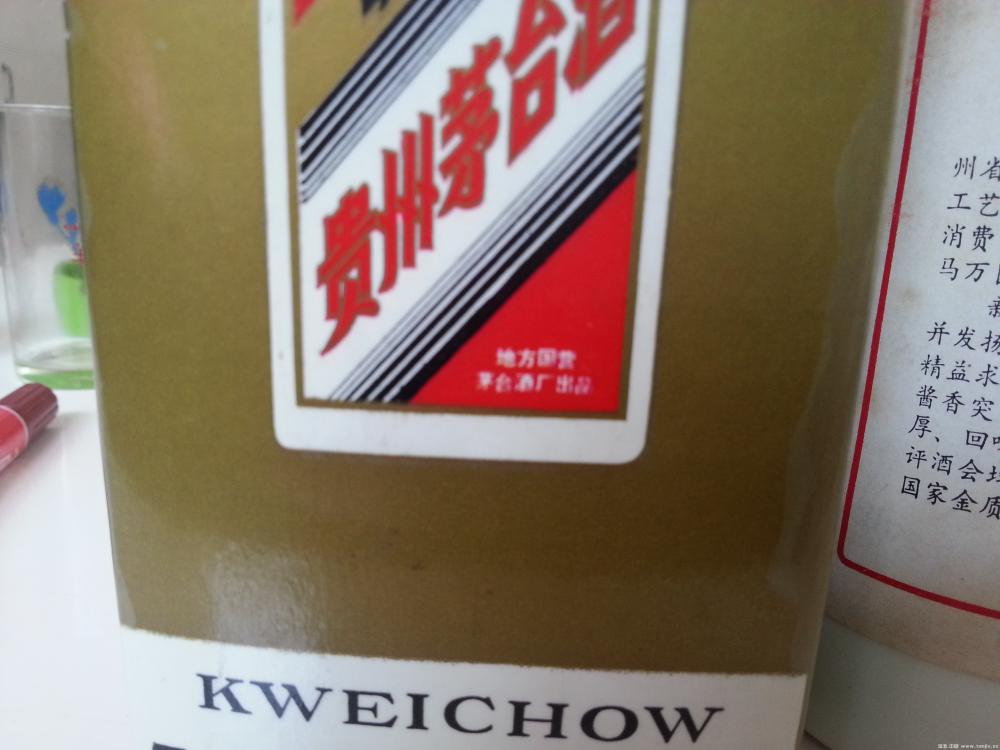 贵州茅台酒
地方国营
茅台酒厂出品
KWEICHOW
州省
工艺
消费
马万
新
并发扬
精益求
酱香突
厚、回味
评酒会
国家金质